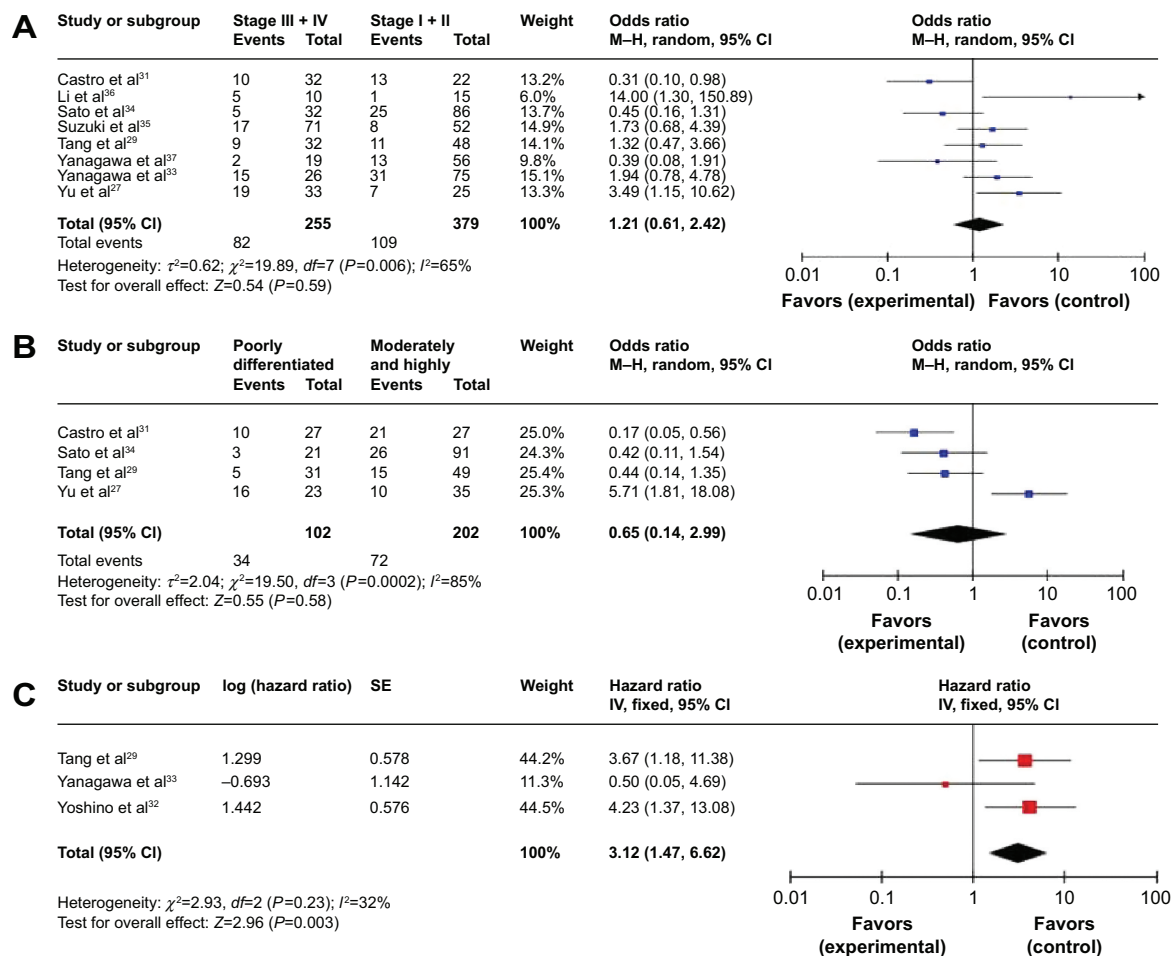 A
Study or subgroup Stage III + IV Stage I + II Weight Odds ratio Odds ratio
Events Total Events Total M–H, random, 95% CI M–H, random, 95% CI
Castro et al31 10 32 13 22 13.2% 0.31 (0.10, 0.98)
Li et al36 5 10 1 15 6.0% 14.00 (1.30, 150.89)
Sato et al34 5 32 25 86 13.7% 0.45 (0.16, 1.31)
Suzuki et al35 17 71 8 52 14.9% 1.73 (0.68, 4.39)
Tang et al29 9 32 11 48 14.1% 1.32 (0.47, 3.66)
Yanagawa et al37 2 19 13 56 9.8% 0.39 (0.08, 1.91)
Yanagawa et al33 15 26 31 75 15.1% 1.94 (0.78, 4.78)
Yu et al27 19 33 7 25 13.3% 3.49 (1.15, 10.62)
Total (95% CI) 255 379 100% 1.21 (0.61, 2.42)
Total events 82 109
Heterogeneity: τ²=0.62; χ²=19.89, df=7 (P=0.006); I²=65%
Test for overall effect: Z=0.54 (P=0.59)
0.01 0.1 1 10 100
Favors (experimental) Favors (control)
B
Study or subgroup Poorly Moderately Weight Odds ratio Odds ratio
differentiated and highly M–H, random, 95% CI M–H, random, 95% CI
Events Total Events Total
Castro et al31 10 27 21 27 25.0% 0.17 (0.05, 0.56)
Sato et al34 3 21 26 91 24.3% 0.42 (0.11, 1.54)
Tang et al29 5 31 15 49 25.4% 0.44 (0.14, 1.35)
Yu et al27 16 23 10 35 25.3% 5.71 (1.81, 18.08)
Total (95% CI) 102 202 100% 0.65 (0.14, 2.99)
Total events 34 72
Heterogeneity: τ²=2.04; χ²=19.50, df=3 (P=0.0002); I²=85%
Test for overall effect: Z=0.55 (P=0.58)
0.01 0.1 1 10 100
Favors Favors
(experimental) (control)
C
Study or subgroup log (hazard ratio) SE Weight Hazard ratio Hazard ratio
IV, fixed, 95% CI IV, fixed, 95% CI
Tang et al29 1.299 0.578 44.2% 3.67 (1.18, 11.38)
Yanagawa et al33 –0.693 1.142 11.3% 0.50 (0.05, 4.69)
Yoshino et al32 1.442 0.576 44.5% 4.23 (1.37, 13.08)
Total (95% CI) 100% 3.12 (1.47, 6.62)
Heterogeneity: χ²=2.93, df=2 (P=0.23); I²=32%
Test for overall effect: Z=2.96 (P=0.003)
0.01 0.1 1 10 100
Favors Favors
(experimental) (control)